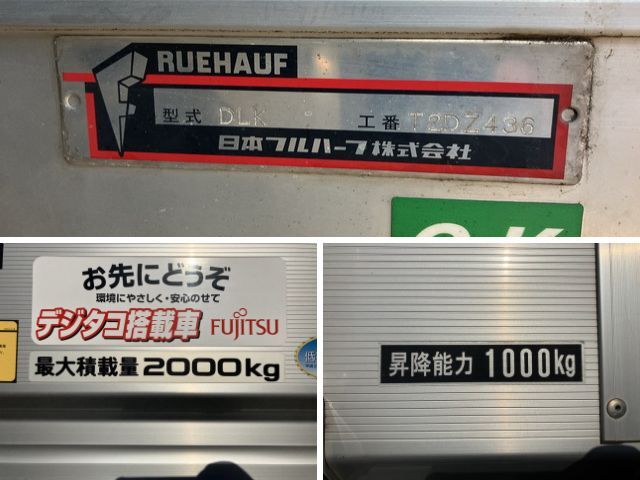 RUEHAUF
型式 DLK 工番 T2DZ436
日本フルハーフ株式会社
お先にどうぞ
環境にやさしく・安心のせて
デジタコ搭載車 FUJITSU
最大積載量 2000kg
低
昇降能力 1000kg